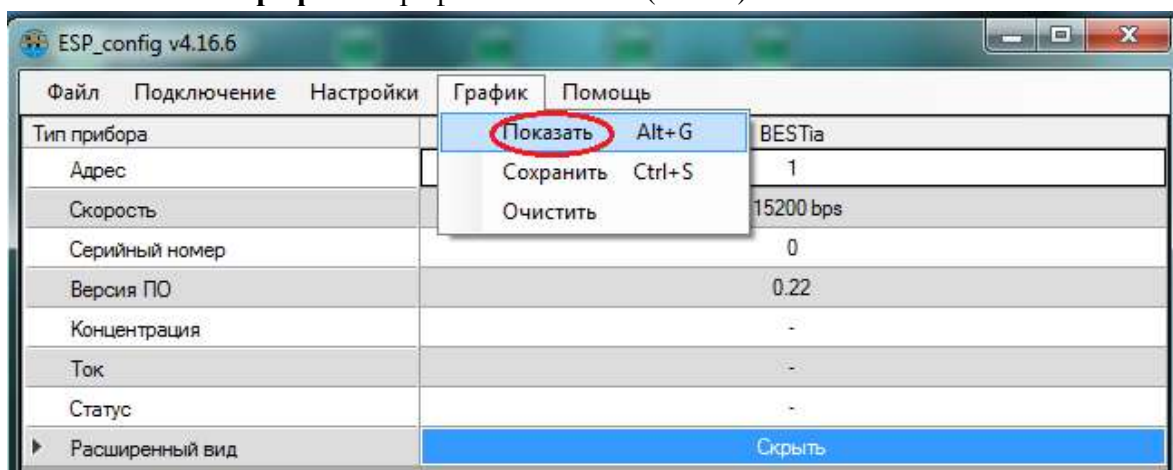 ESP_config v4.16.6
Файл Подключение Настройки График Помощь
Тип прибора BESTia
Показать Alt+G
Адрес 1
Сохранить Ctrl+S
Скорость 15200 bps
Очистить
Серийный номер 0
Версия ПО 0.22
Концентрация -
Ток -
Статус -
Расширенный вид Скрыть